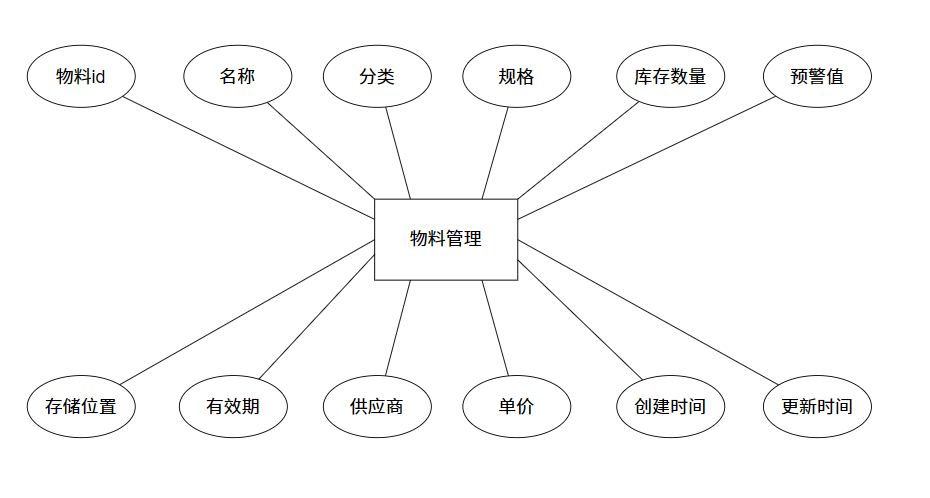 物料id
名称
分类
规格
库存数量
预警值
物料管理
存储位置
有效期
供应商
单价
创建时间
更新时间